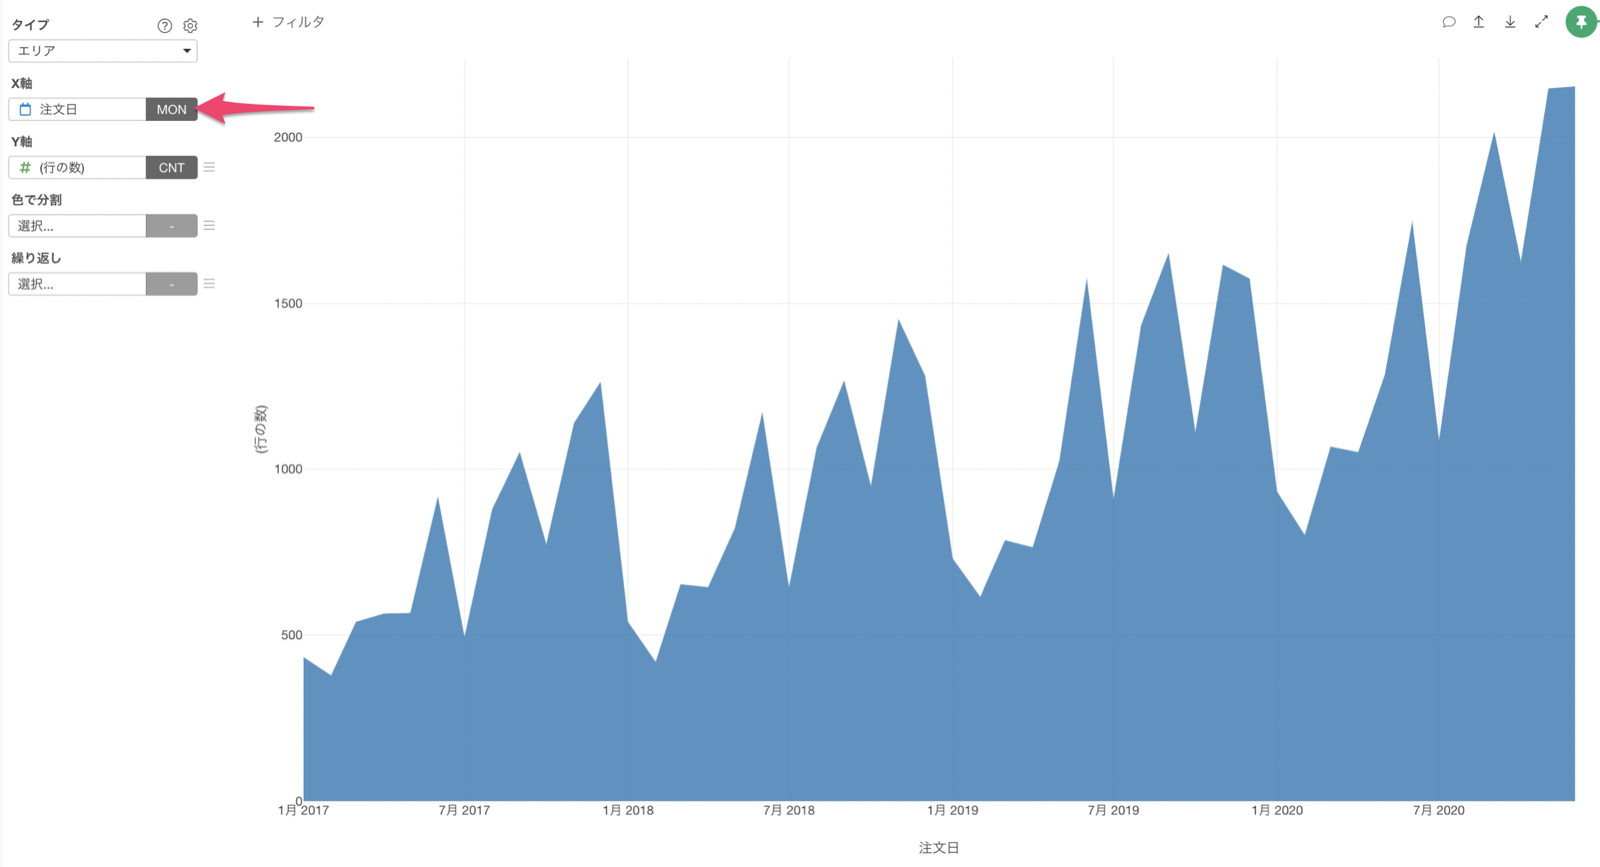 タイプ
エリア
X軸
注文日 MON
Y軸
# (行の数) CNT
色で分割
選択... -
繰り返し
選択... -
+ フィルタ
(行の数)
2000
1500
1000
500
0
1月 2017 7月 2017 1月 2018 7月 2018 1月 2019 7月 2019 1月 2020 7月 2020
注文日